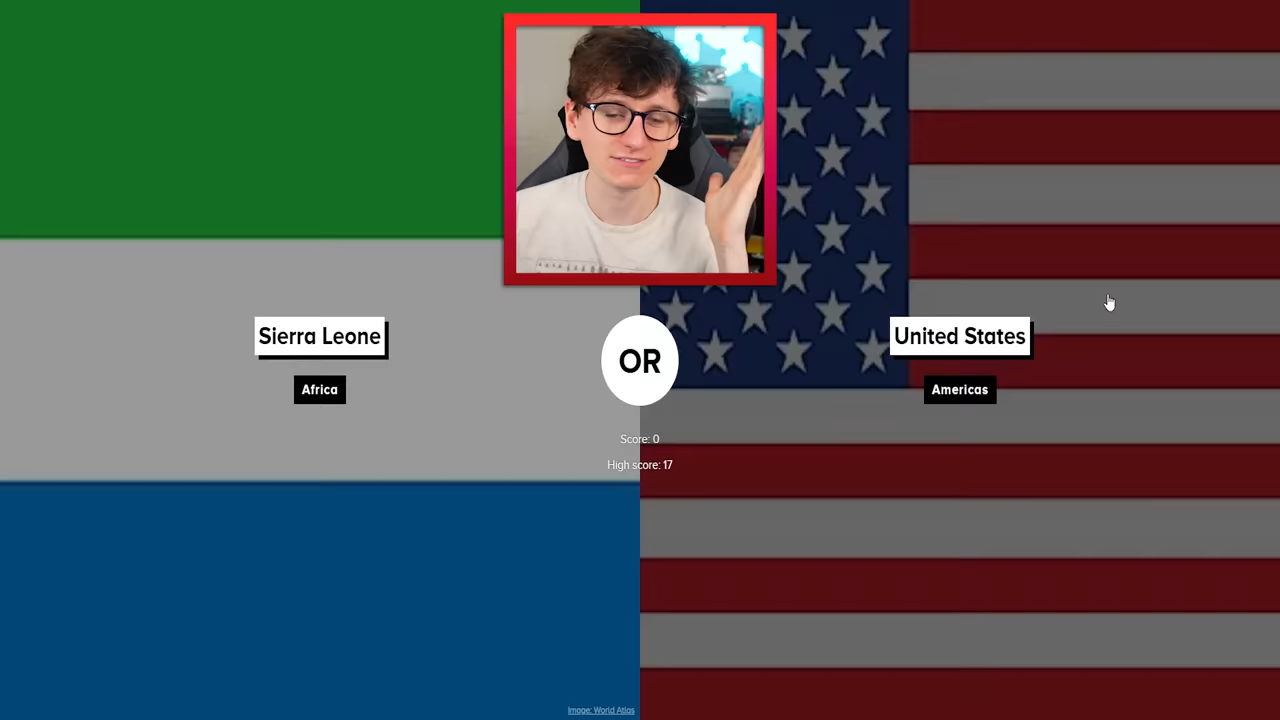 Sierra Leone
Africa
OR
United States
Americas
Score: 0
High score: 17
Image: World Atlas